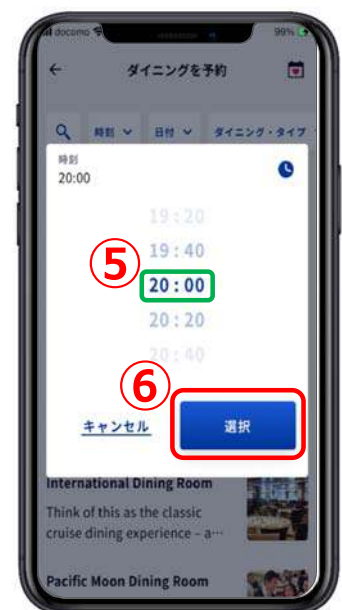 docomo
99%
← ダイニングを予約
時刻 日付 ダイニング・タイプ
時刻
20:00
19:20
⑤ 19:40
20:00
20:20
20:40
⑥
キャンセル 選択
International Dining Room
Think of this as the classic
cruise dining experience – a…
Pacific Moon Dining Room